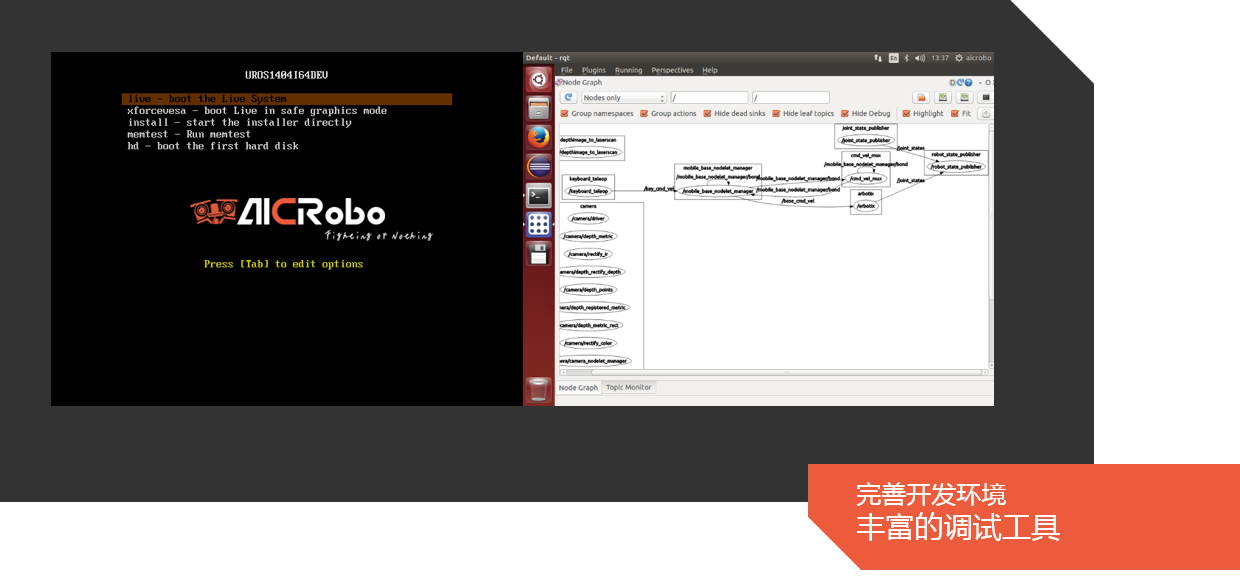 UROS1404I64DEV
live - boot the Live System
xforcevesa - boot Live in safe graphics mode
install - start the installer directly
memtest - Run memtest
hd - boot the first hard disk
AICRobo
Fighting or Nothing
Press [Tab] to edit options
Default - rqt
En
13:37
aicrobo
File Plugins Running Perspectives Help
Node Graph
Nodes only
/
/
Group namespaces
Group actions
Hide dead sinks
Hide leaf topics
Hide Debug
Highlight
Fit
depthimage_to_laserscan
/depthimage_to_laserscan
keyboard_teleop
/keyboard_teleop
/key_cmd_vel
mobile_base_nodelet_manager
/mobile_base_nodelet_manager/bond
/mobile_base_nodelet_manager
/mobile_base_nodelet_manager/bond
/mobile_base_nodelet_manager/bond
/base_cmd_vel
joint_state_publisher
/joint_state_publisher
/joint_states
cmd_vel_mux
/mobile_base_nodelet_manager/bond
/cmd_vel_mux
robot_state_publisher
/robot_state_publisher
/joint_states
arbotix
/arbotix
camera
/camera/driver
/camera/depth_metric
/camera/rectify_ir
amera/depth_rectify_depth
/camera/depth_points
era/depth_registered_metric
camera/depth_metric_rect
/camera/rectify_color
era/camera_nodelet_manager
Node Graph
Topic Monitor
完善开发环境
丰富的调试工具